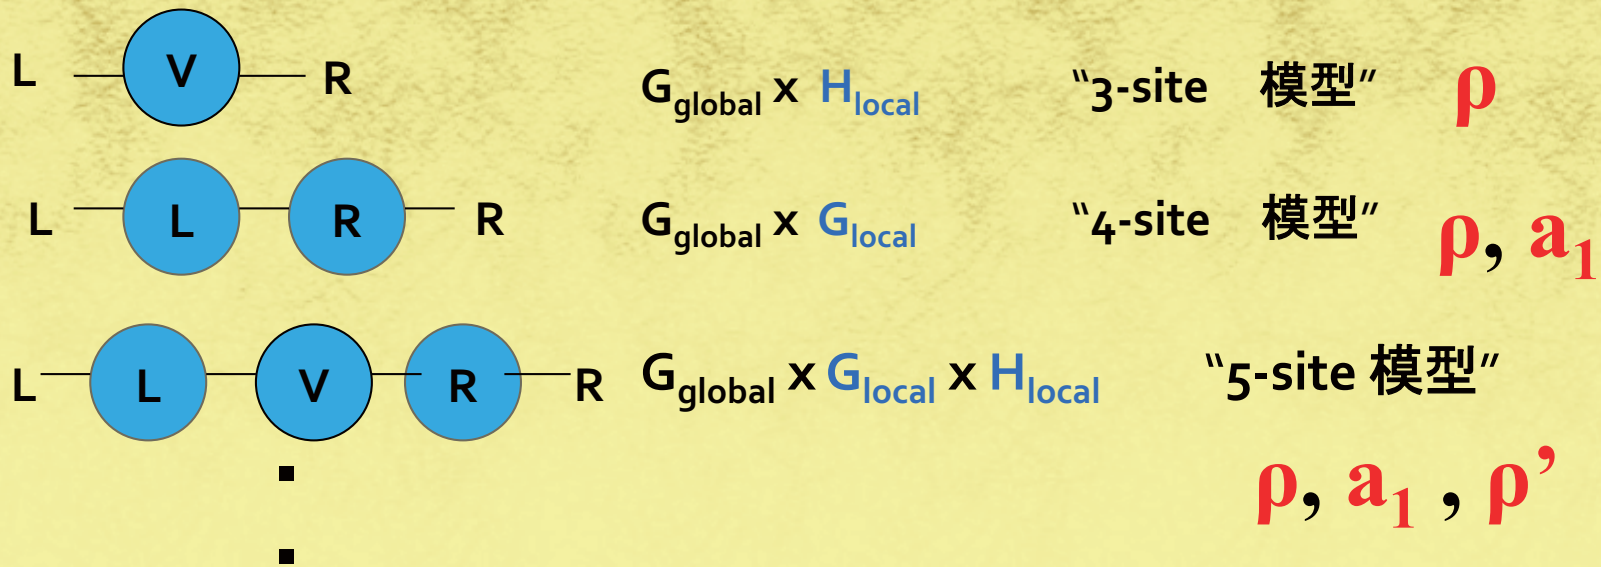 L V R G_global x H_local “3-site 模型” ρ
L L R R G_global x G_local “4-site 模型” ρ, a_1
L L V R R G_global x G_local x H_local “5-site 模型”
ρ, a_1 , ρ’